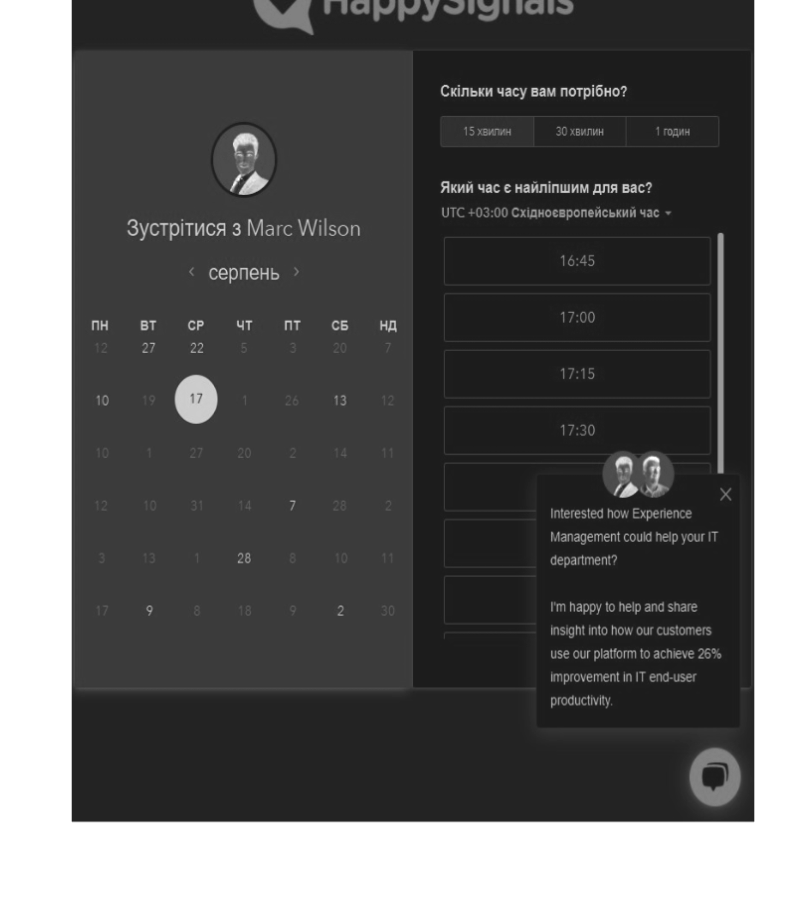 HappySignals
Зустрітися з Marc Wilson
серпень
ПН ВТ СР ЧТ ПТ СБ НД
12 27 22 5 3 20 7
10 19 17 1 26 13 12
10 1 27 20 2 14 11
12 10 31 14 7 28 2
3 13 1 28 8 10 11
17 9 8 18 9 2 30
Скільки часу вам потрібно?
15 хвилин 30 хвилин 1 годин
Який час є найліпшим для вас?
UTC +03:00 Східноєвропейський час
16:45
17:00
17:15
17:30
Interested how Experience
Management could help your IT
department?
I'm happy to help and share
insight into how our customers
use our platform to achieve 26%
improvement in IT end-user
productivity.